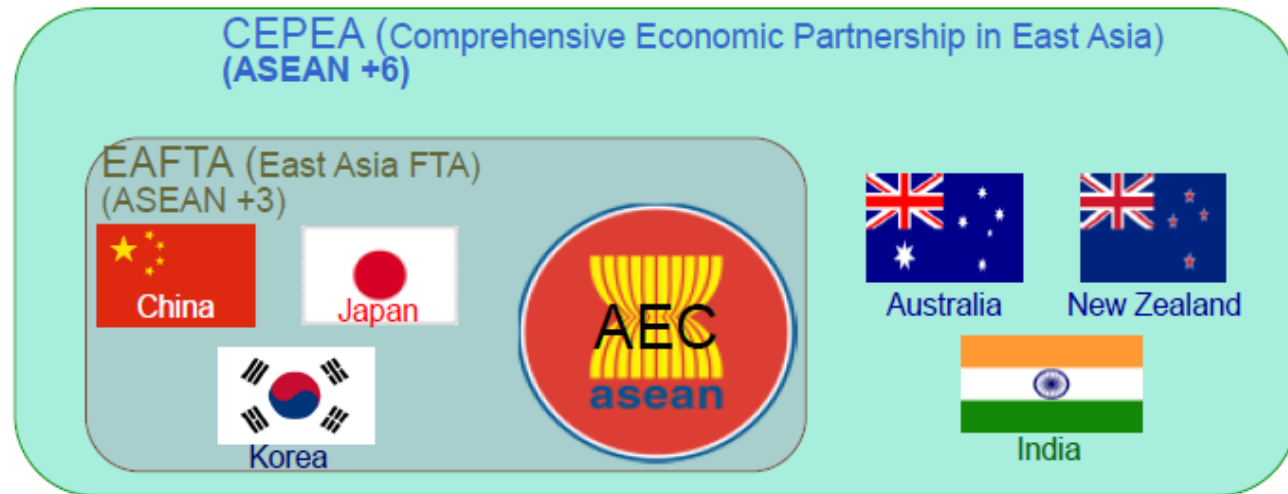 CEPEA (Comprehensive Economic Partnership in East Asia)
(ASEAN +6)
EAFTA (East Asia FTA)
(ASEAN +3)
China
Japan
Korea
AEC
asean
Australia
New Zealand
India